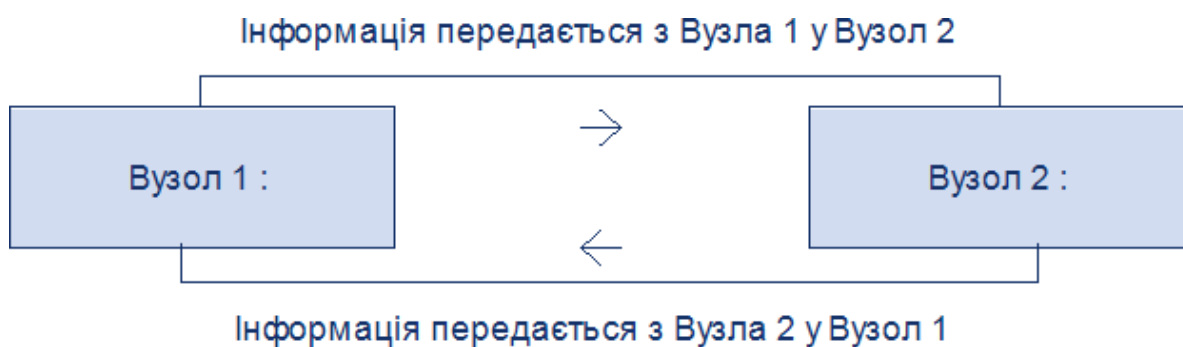 Інформація передається з Вузла 1 у Вузол 2
Вузол 1 :
Вузол 2 :
Інформація передається з Вузла 2 у Вузол 1